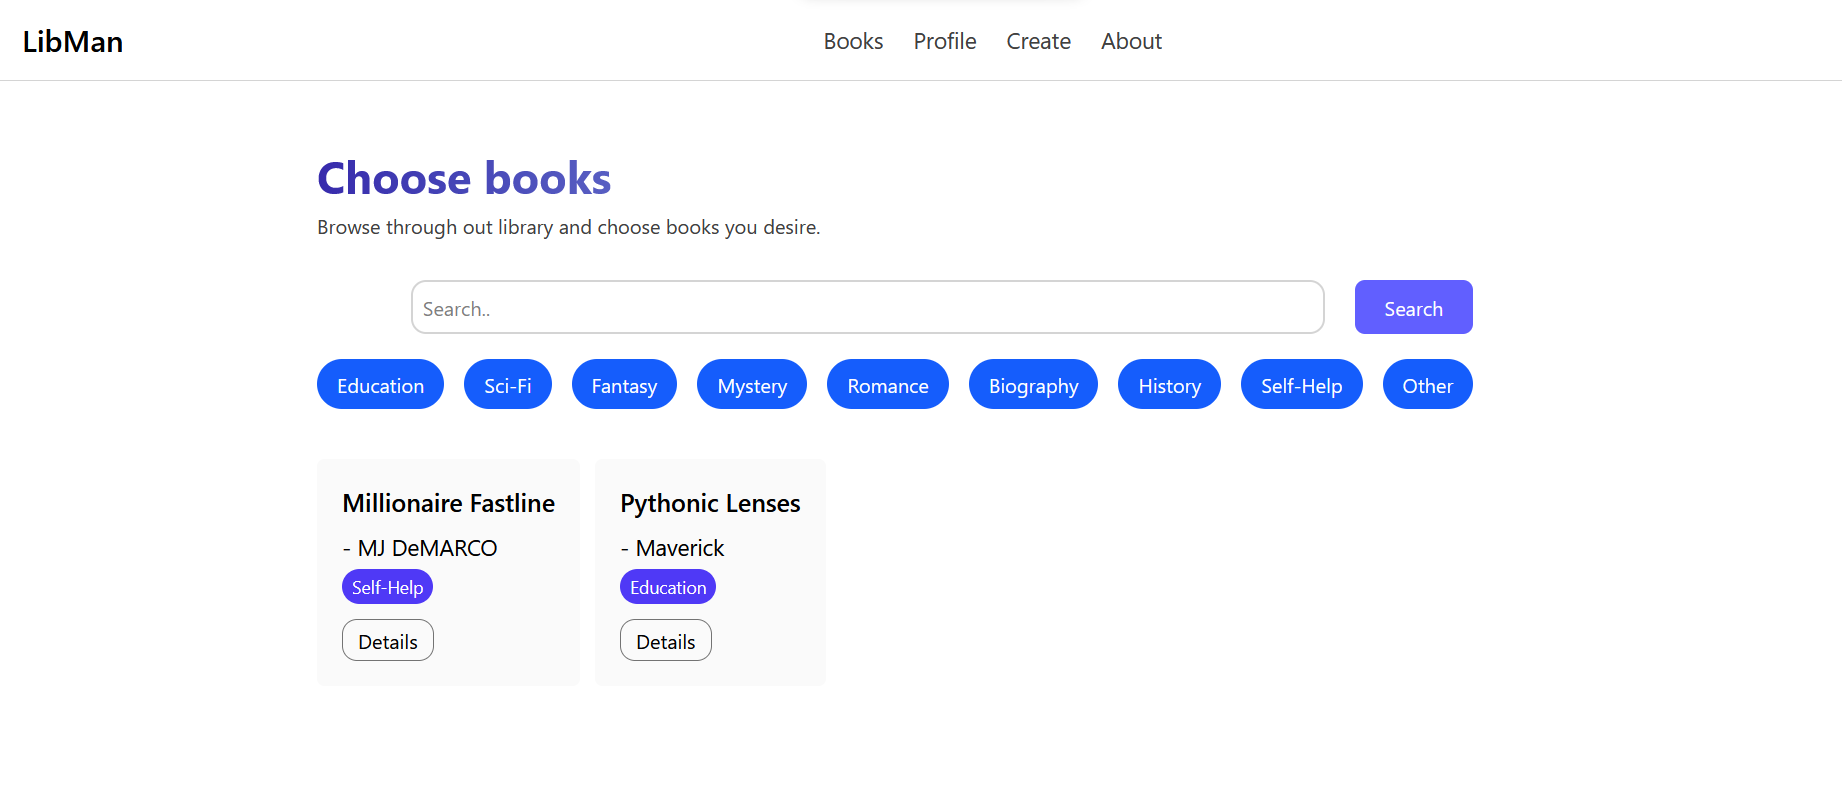 LibMan
Books Profile Create About
Choose books
Browse through out library and choose books you desire.
Search.. Search
Education Sci-Fi Fantasy Mystery Romance Biography History Self-Help Other
Millionaire Fastline
- MJ DeMARCO
Self-Help
Details
Pythonic Lenses
- Maverick
Education
Details